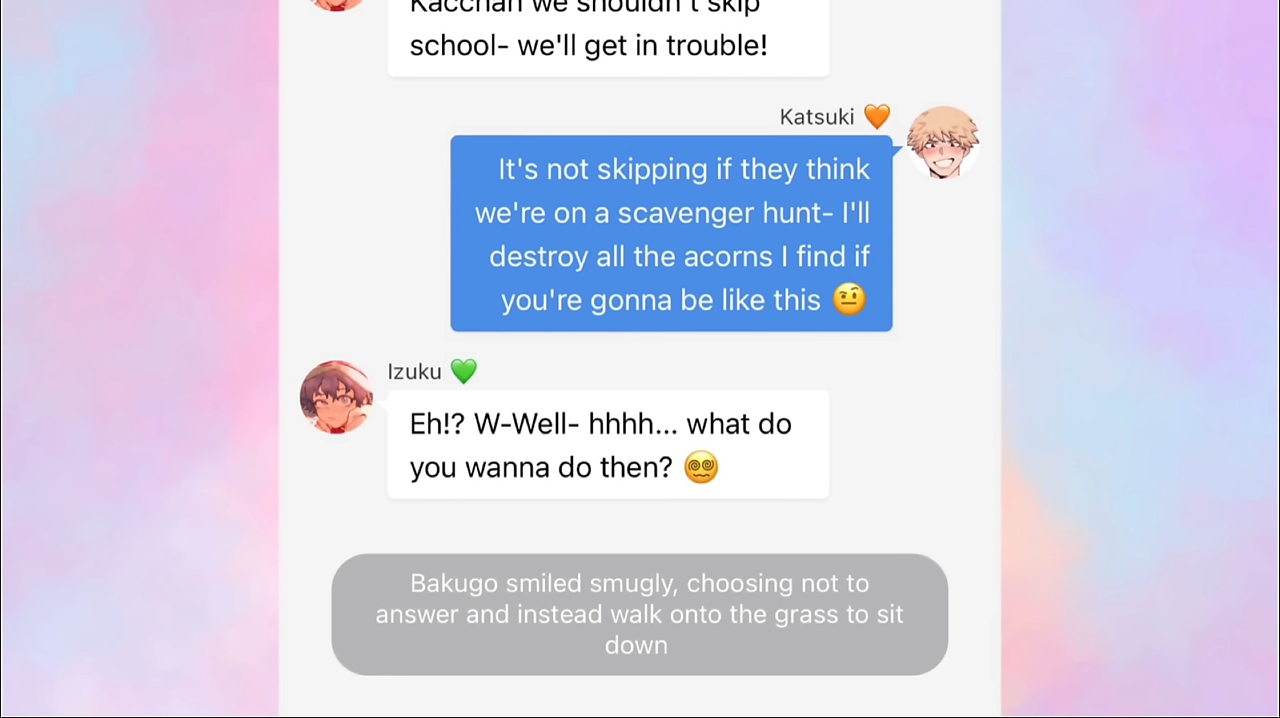 Kacchan we shouldn't skip
school- we'll get in trouble!
Katsuki 🧡
It's not skipping if they think
we're on a scavenger hunt- I'll
destroy all the acorns I find if
you're gonna be like this 🤨
Izuku 💚
Eh!? W-Well- hhhh... what do
you wanna do then? 😵‍💫
Bakugo smiled smugly, choosing not to
answer and instead walk onto the grass to sit
down